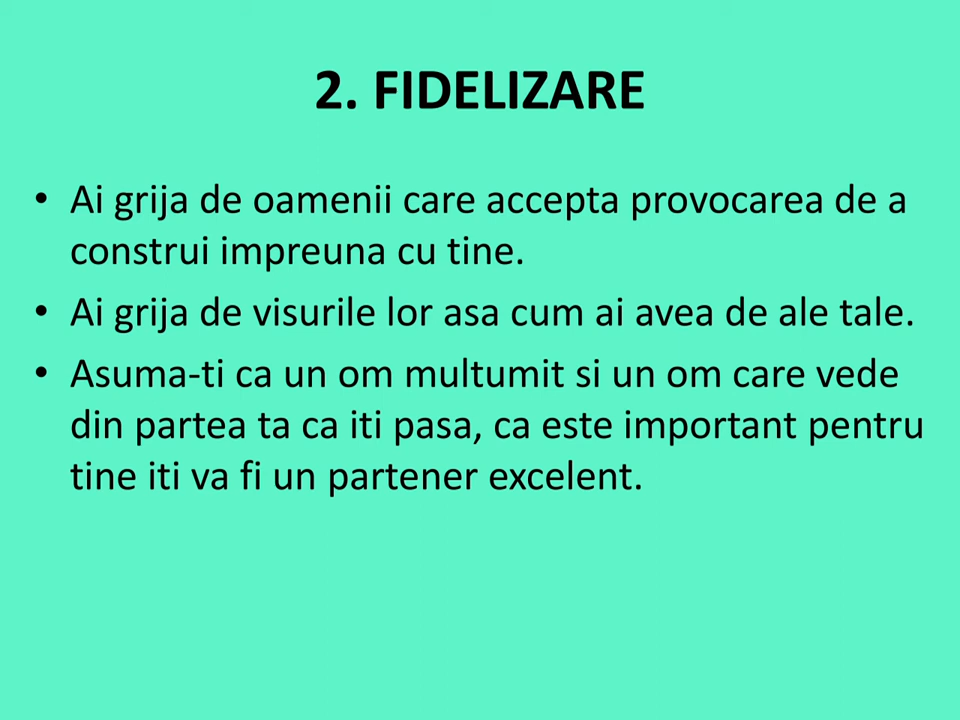 2. FIDELIZARE
• Ai grija de oamenii care accepta provocarea de a
construi impreuna cu tine.
• Ai grija de visurile lor asa cum ai avea de ale tale.
• Asuma-ti ca un om multumit si un om care vede
din partea ta ca iti pasa, ca este important pentru
tine iti va fi un partener excelent.